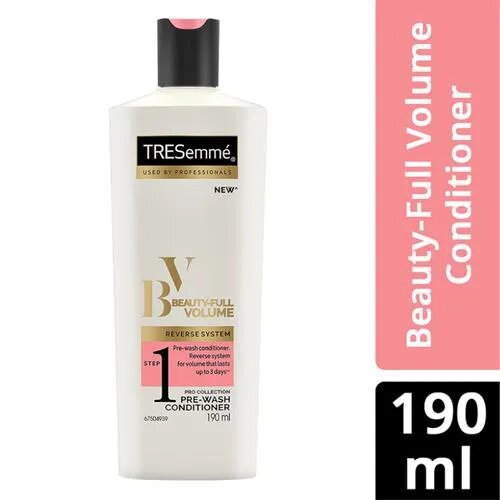 TRESemmé®
USED BY PROFESSIONALS
NEW^
BV
BEAUTY-FULL
VOLUME
REVERSE SYSTEM
STEP 1
Pre-wash conditioner.
Reverse system
for volume that lasts
up to 3 days^^
PRO COLLECTION
PRE-WASH
CONDITIONER
190 ml
67504939
Beauty-Full Volume
Conditioner
190
ml